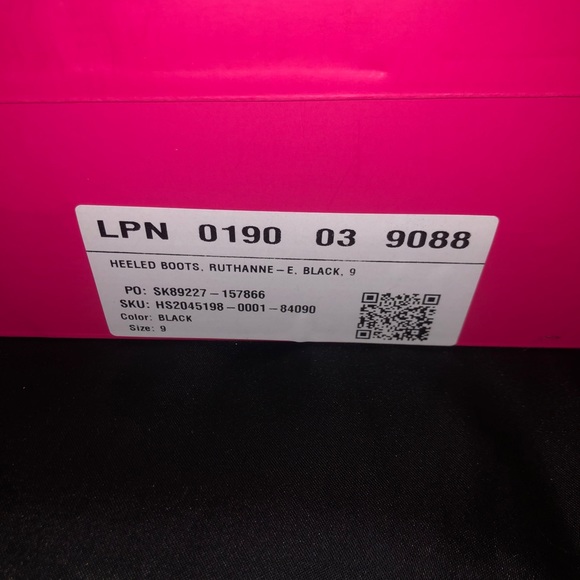 LPN 0190 03 9088
HEELED BOOTS, RUTHANNE-E, BLACK, 9
PO: SK89227-157866
SKU: HS2045198-0001-84090
Color: BLACK
Size: 9